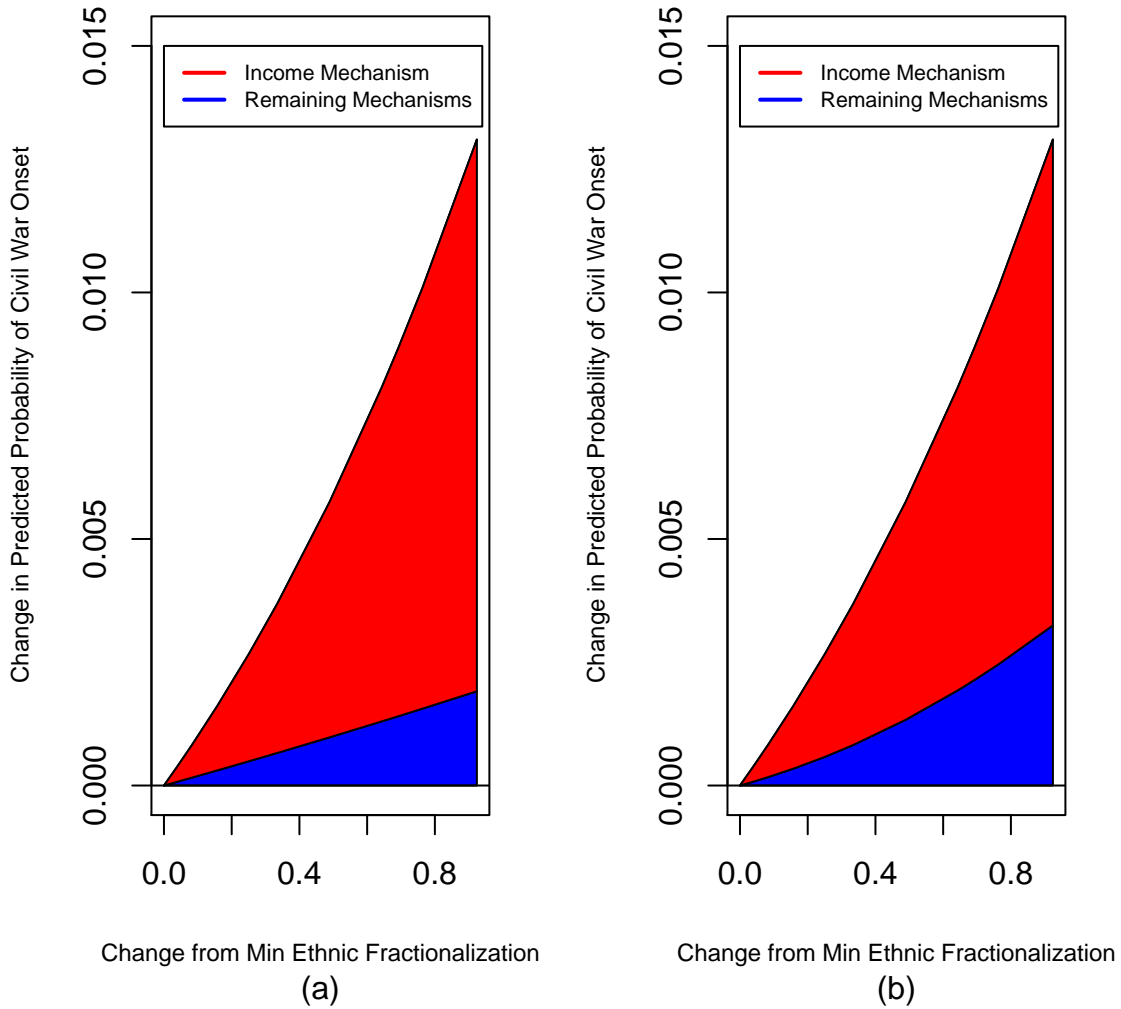 Income Mechanism
Remaining Mechanisms
Change in Predicted Probability of Civil War Onset
0.015
0.010
0.005
0.000
0.0 0.4 0.8
Change from Min Ethnic Fractionalization
(a)
Income Mechanism
Remaining Mechanisms
Change in Predicted Probability of Civil War Onset
0.015
0.010
0.005
0.000
0.0 0.4 0.8
Change from Min Ethnic Fractionalization
(b)